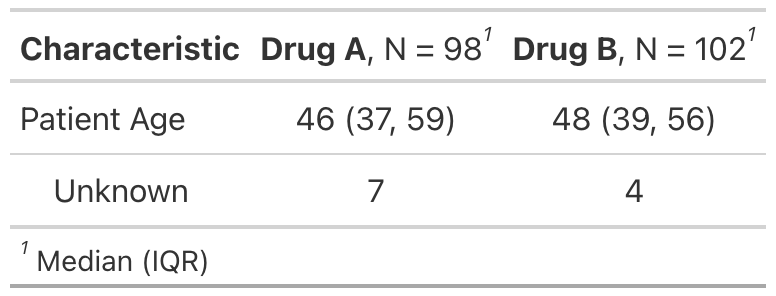 Characteristic Drug A, N = 98¹ Drug B, N = 102¹
Patient Age 46 (37, 59) 48 (39, 56)
Unknown 7 4
¹ Median (IQR)